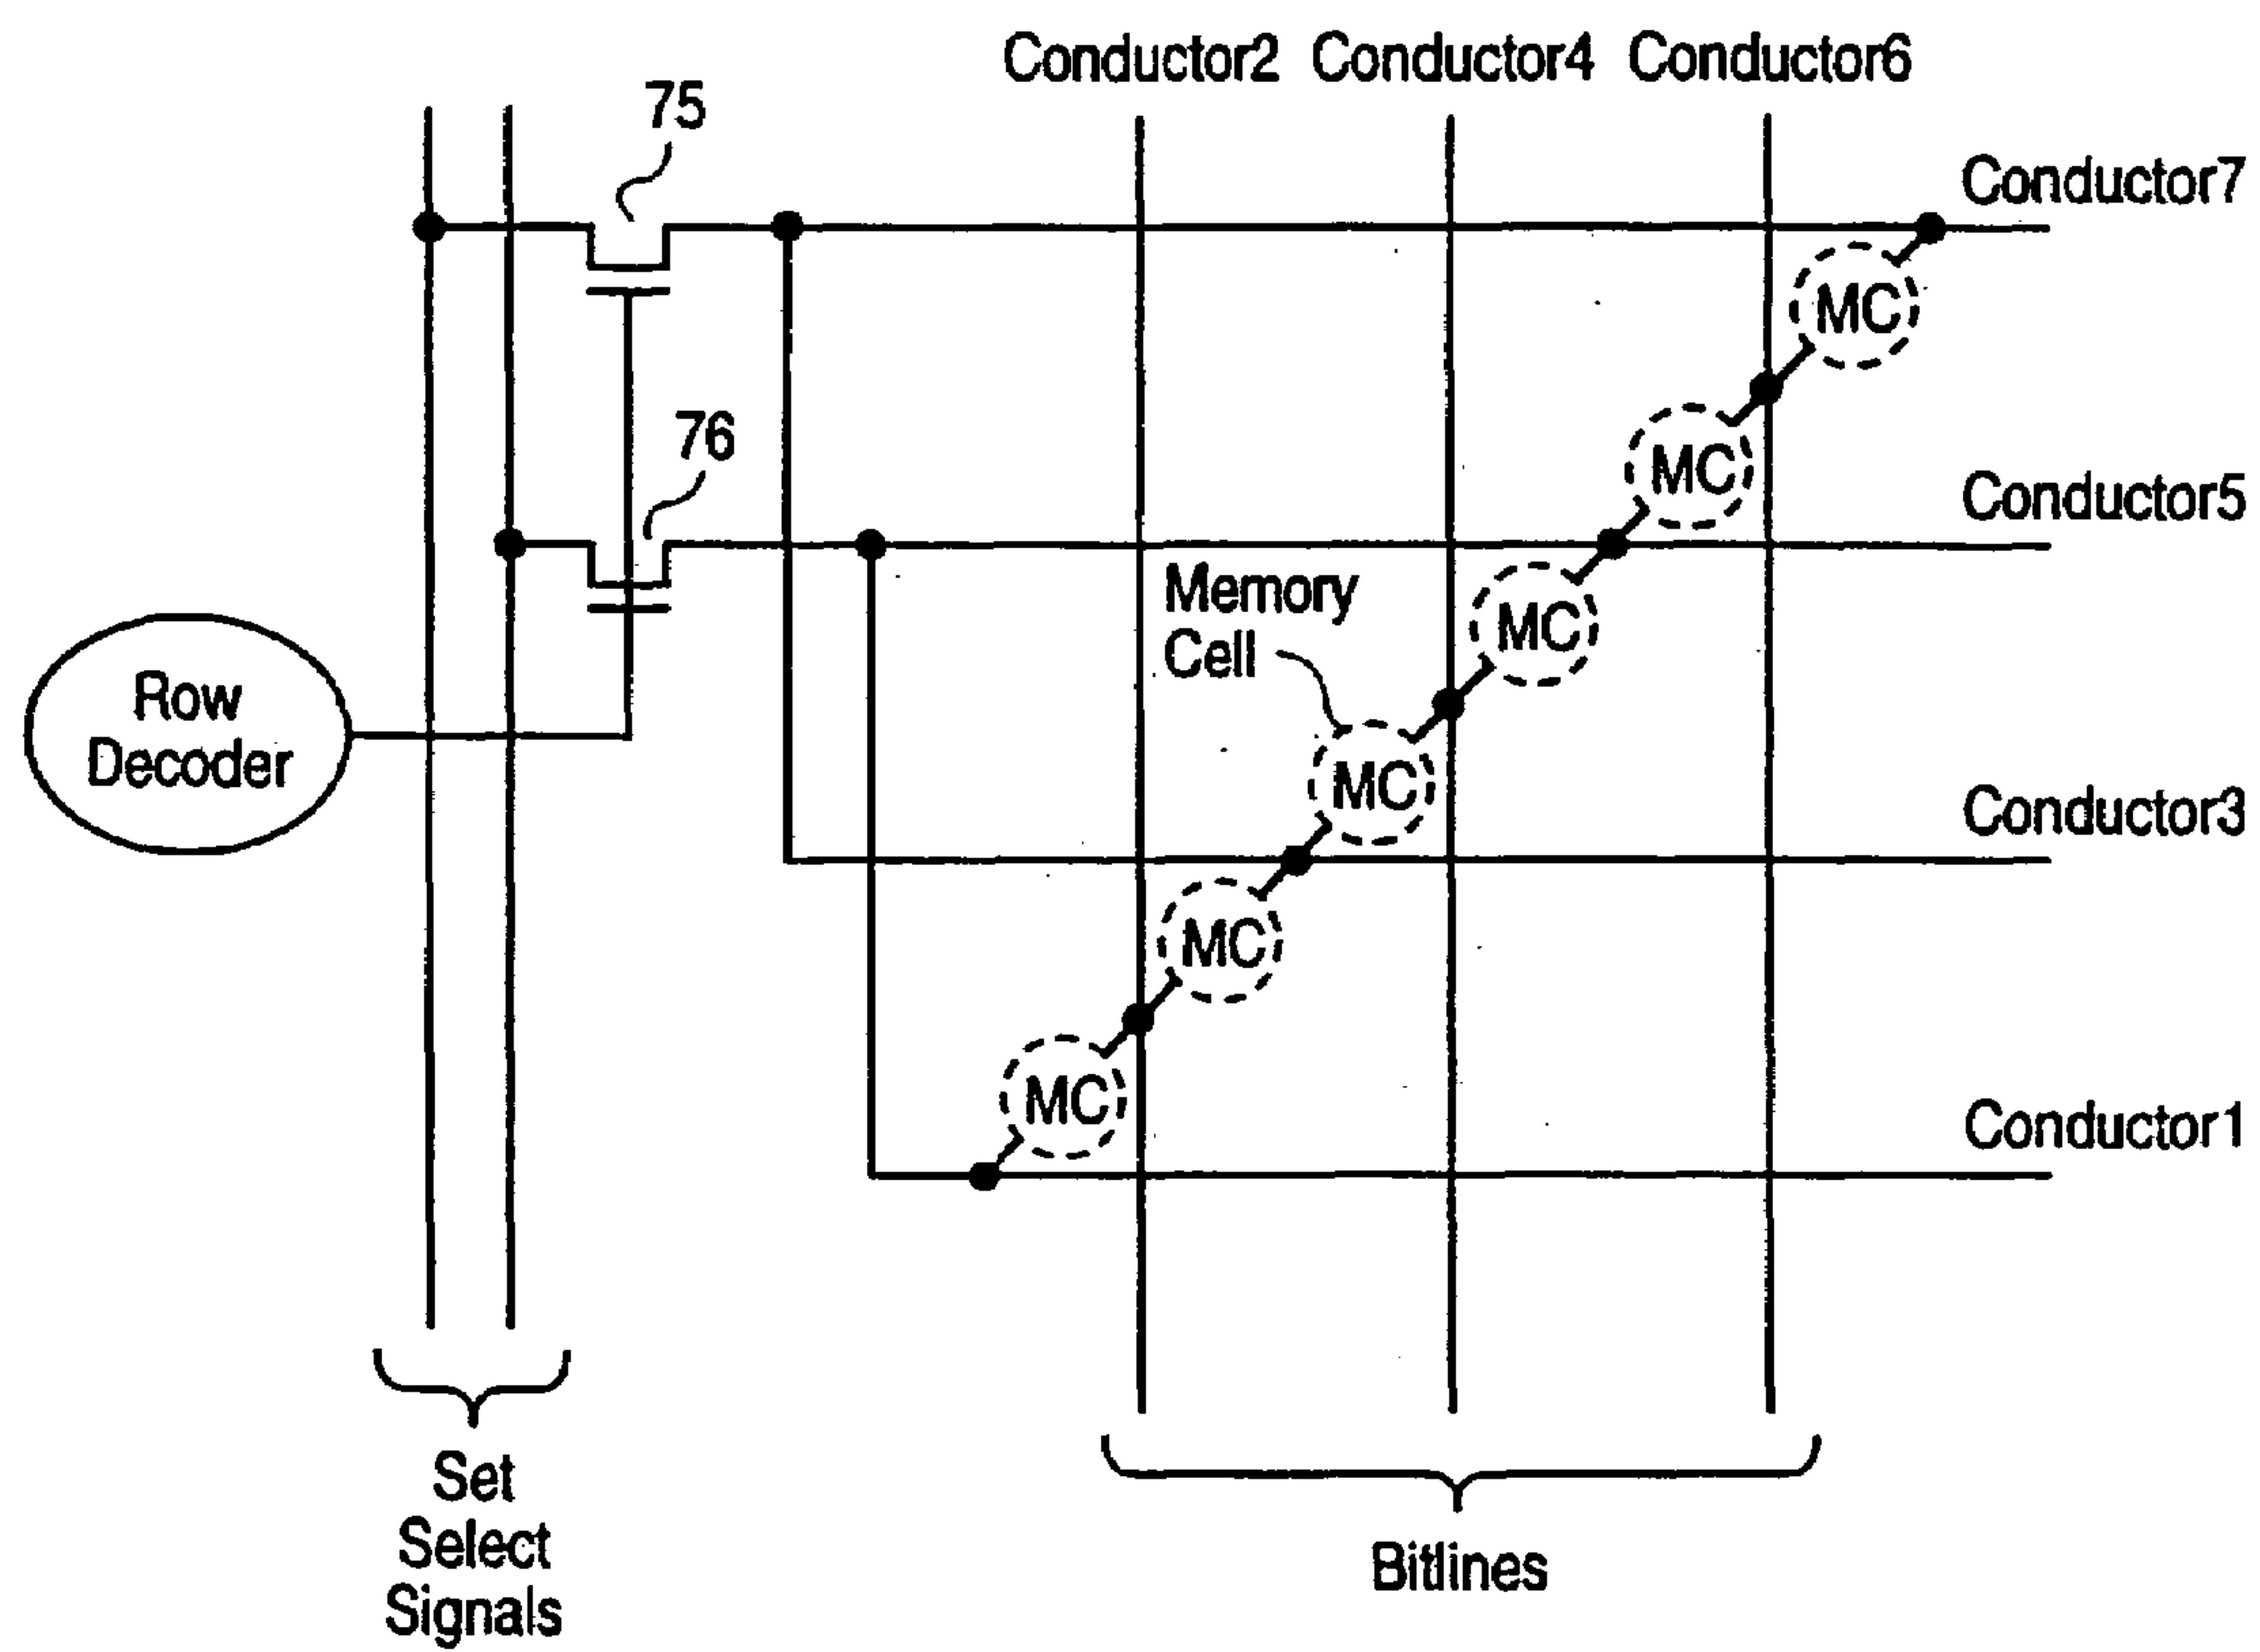 Conductor2 Conductor4 Conductor6
75
Conductor7
MC
76
MC
Conductor5
Memory
Cell
MC
Row
Decoder
MC
Conductor3
MC
MC
Conductor1
Set
Select
Signals
Bitlines